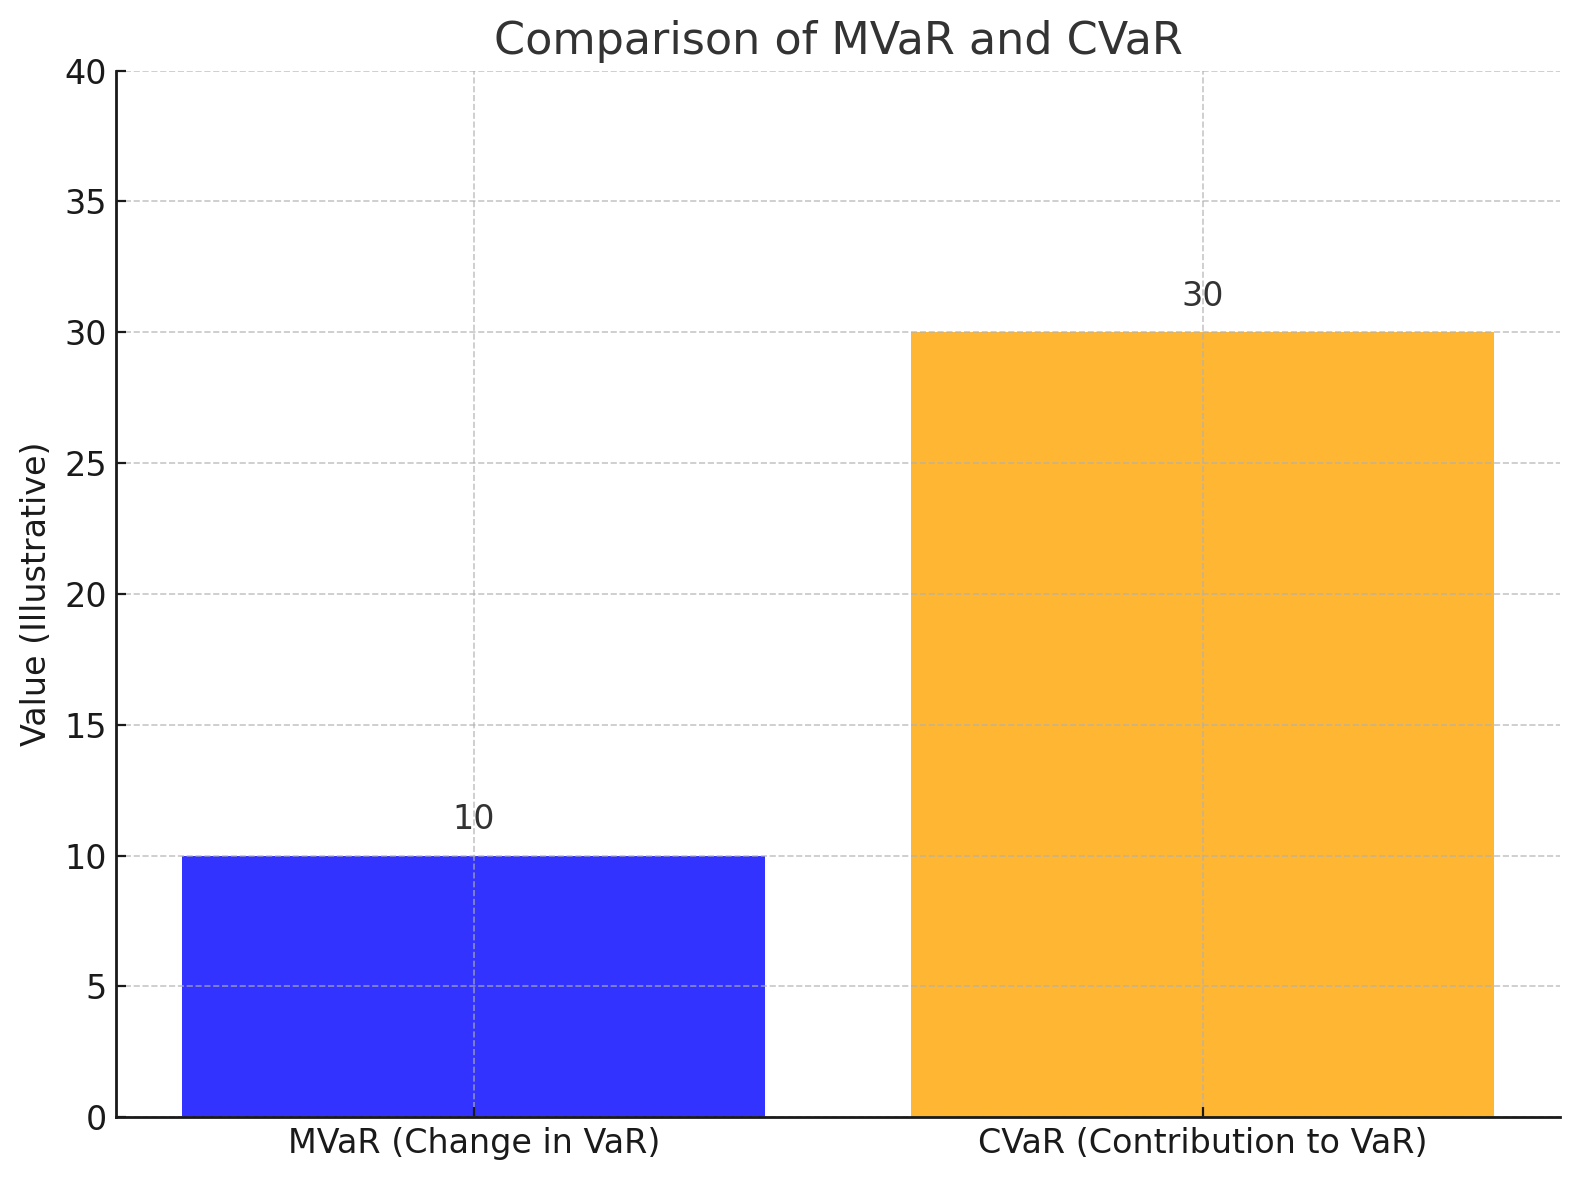 Comparison of MVaR and CVaR
Value (Illustrative)
40
35
30
25
20
15
10
5
0
10
30
MVaR (Change in VaR)
CVaR (Contribution to VaR)